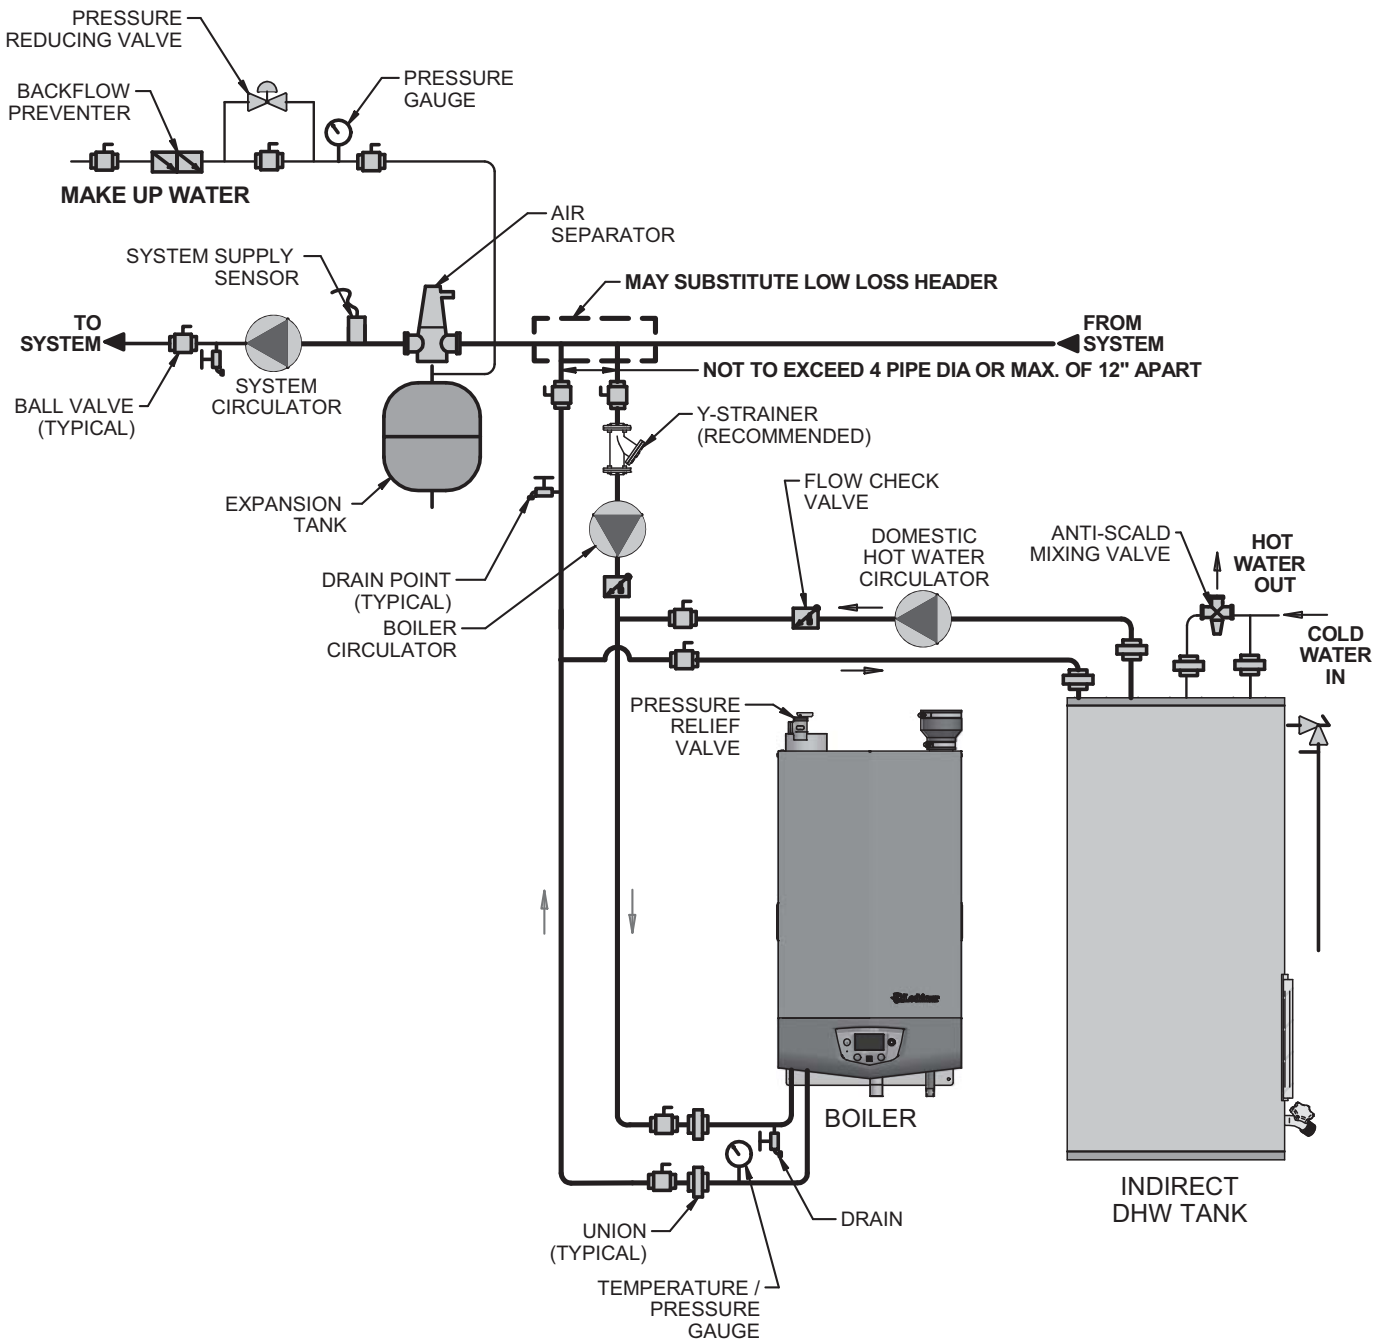 PRESSURE
REDUCING VALVE
BACKFLOW
PREVENTER
PRESSURE
GAUGE
MAKE UP WATER
AIR
SEPARATOR
SYSTEM SUPPLY
SENSOR
MAY SUBSTITUTE LOW LOSS HEADER
TO
SYSTEM
FROM
SYSTEM
NOT TO EXCEED 4 PIPE DIA OR MAX. OF 12" APART
SYSTEM
CIRCULATOR
BALL VALVE
(TYPICAL)
Y-STRAINER
(RECOMMENDED)
EXPANSION
TANK
FLOW CHECK
VALVE
DOMESTIC
HOT WATER
CIRCULATOR
ANTI-SCALD
MIXING VALVE
HOT
WATER
OUT
DRAIN POINT
(TYPICAL)
BOILER
CIRCULATOR
COLD
WATER
IN
PRESSURE
RELIEF
VALVE
Lochinvar
BOILER
INDIRECT
DHW TANK
DRAIN
UNION
(TYPICAL)
TEMPERATURE /
PRESSURE
GAUGE